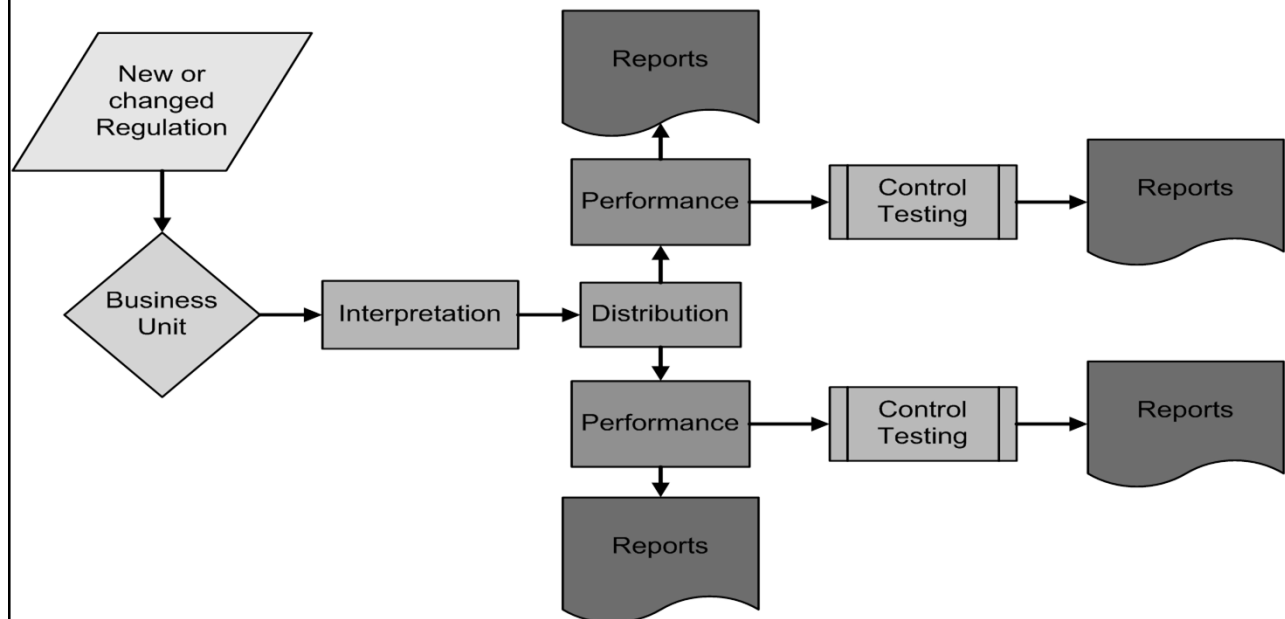 New or
changed
Regulation
Business
Unit
Interpretation
Distribution
Reports
Performance
Control
Testing
Reports
Performance
Control
Testing
Reports
Reports